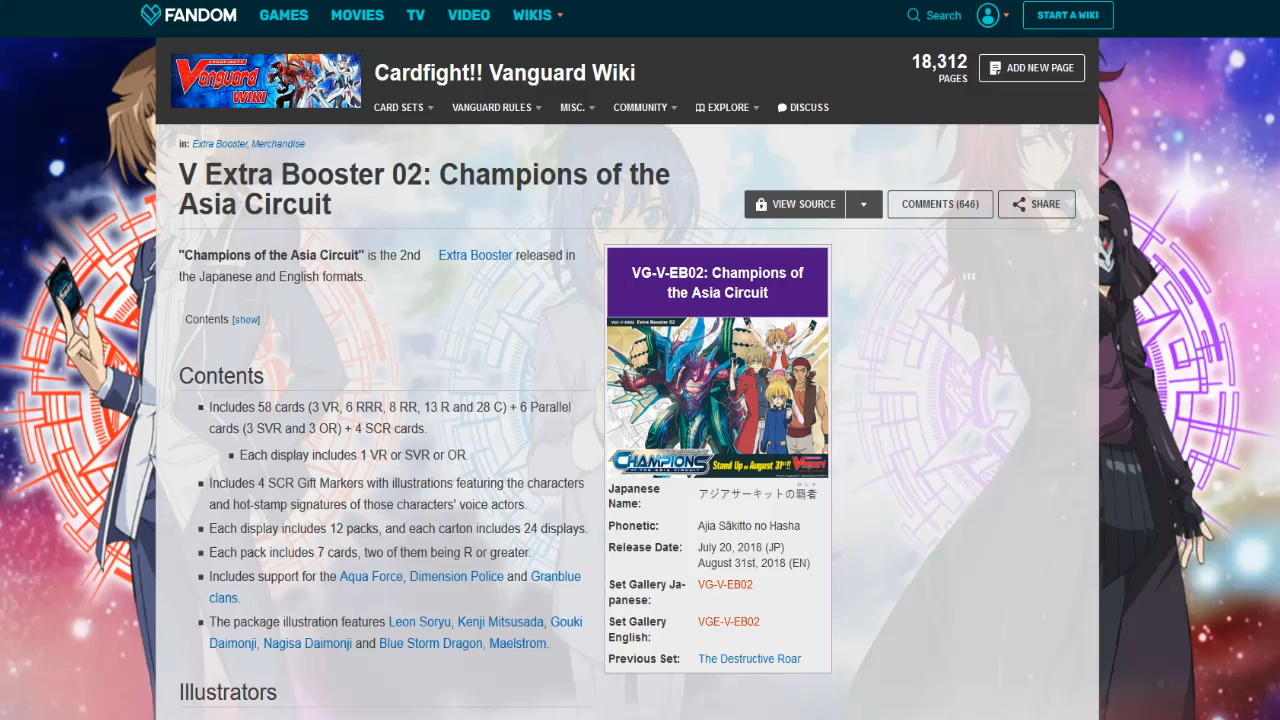 FANDOM
GAMES
MOVIES
TV
VIDEO
WIKIS
Search
START A WIKI
Vanguard
WIKI
Cardfight!! Vanguard Wiki
18,312
PAGES
ADD NEW PAGE
CARD SETS
VANGUARD RULES
MISC.
COMMUNITY
EXPLORE
DISCUSS
in: Extra Booster, Merchandise
V Extra Booster 02: Champions of the
Asia Circuit
VIEW SOURCE
COMMENTS (646)
SHARE
"Champions of the Asia Circuit" is the 2nd Extra Booster released in
the Japanese and English formats.
Contents [show]
Contents
Includes 58 cards (3 VR, 6 RRR, 8 RR, 13 R and 28 C) + 6 Parallel
cards (3 SVR and 3 OR) + 4 SCR cards.
Each display includes 1 VR or SVR or OR.
Includes 4 SCR Gift Markers with illustrations featuring the characters
and hot-stamp signatures of those characters' voice actors.
Each display includes 12 packs, and each carton includes 24 displays.
Each pack includes 7 cards, two of them being R or greater.
Includes support for the Aqua Force, Dimension Police and Granblue
clans.
The package illustration features Leon Soryu, Kenji Mitsusada, Gouki
Daimonji, Nagisa Daimonji and Blue Storm Dragon, Maelstrom.
Illustrators
VG-V-EB02: Champions of
the Asia Circuit
Extra Booster 02
CHAMPIONS
OF THE ASIA CIRCUIT
Stand Up on August 31st!!
Vanguard
Japanese
Name:
アジアサーキットの覇者
Phonetic:
Ajia Sākitto no Hasha
Release Date:
July 20, 2018 (JP)
August 31st, 2018 (EN)
Set Gallery Ja-
panese:
VG-V-EB02
Set Gallery
English:
VGE-V-EB02
Previous Set:
The Destructive Roar